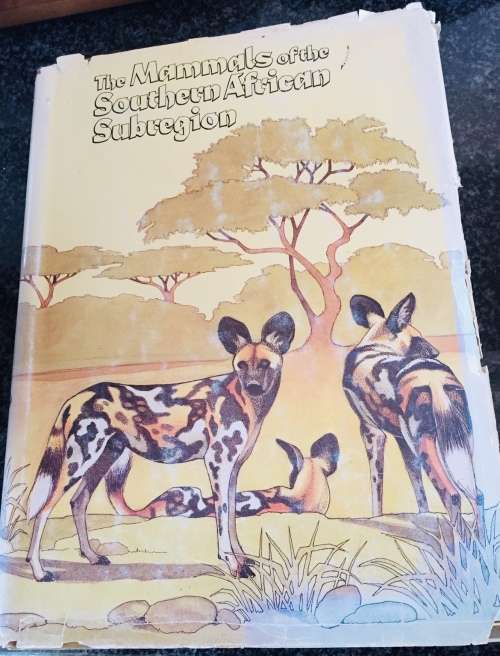 The Mammals of the
Southern African
Subregion